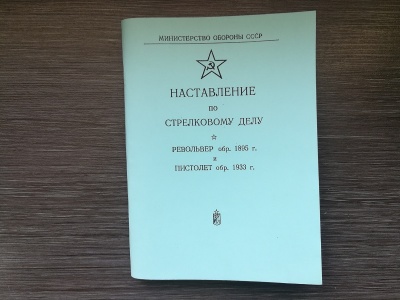 МИНИСТЕРСТВО ОБОРОНЫ СССР
НАСТАВЛЕНИЕ
ПО
СТРЕЛКОВОМУ ДЕЛУ
РЕВОЛЬВЕР обр. 1895 г.
и
ПИСТОЛЕТ обр. 1933 г.